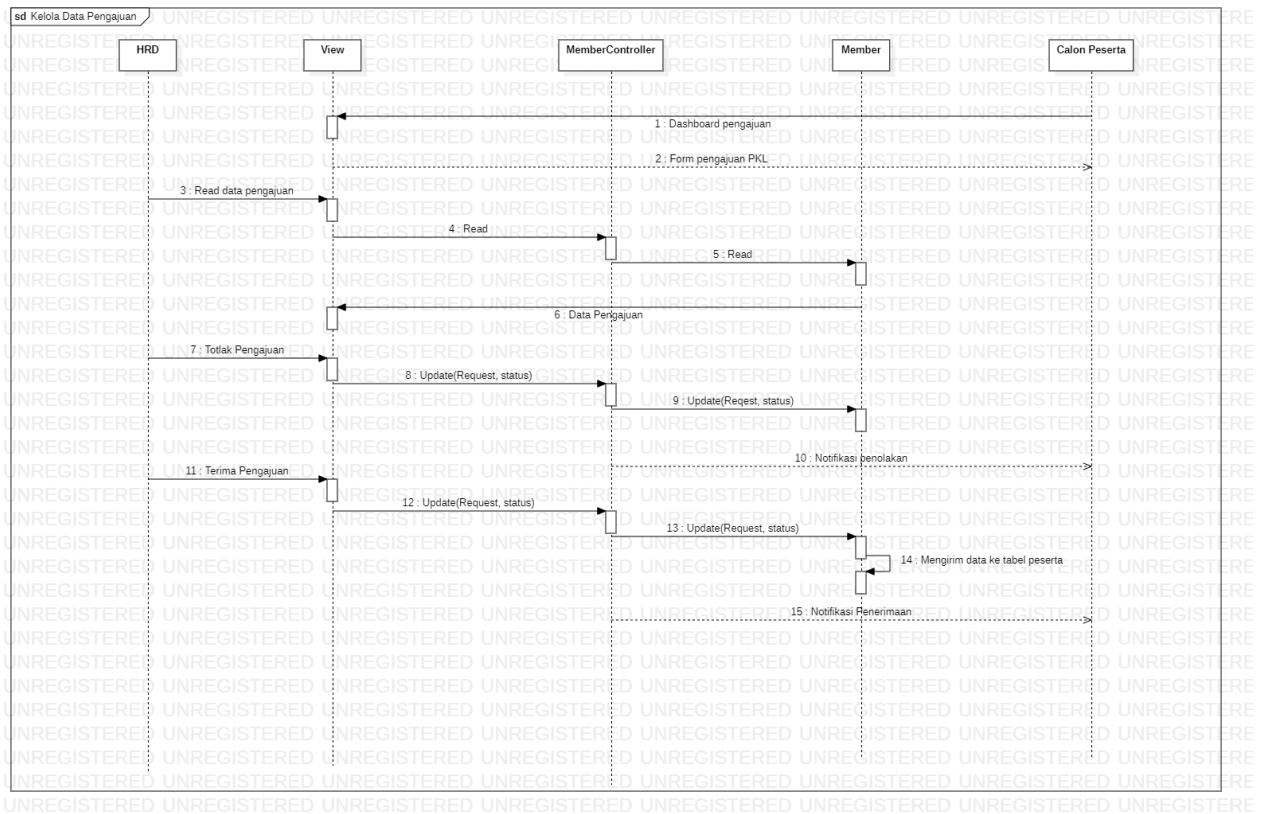 sd Kelola Data Pengajuan
HRD
View
MemberController
Member
Calon Peserta
1 : Dashboard pengajuan
2 : Form pengajuan PKL
3 : Read data pengajuan
4 : Read
5 : Read
6 : Data Pengajuan
7 : Totlak Pengajuan
8 : Update(Request, status)
9 : Update(Reqest, status)
10 : Notifikasi penolakan
11 : Terima Pengajuan
12 : Update(Request, status)
13 : Update(Request, status)
14 : Mengirim data ke tabel peserta
15 : Notifikasi Penerimaan
UNREGISTERED